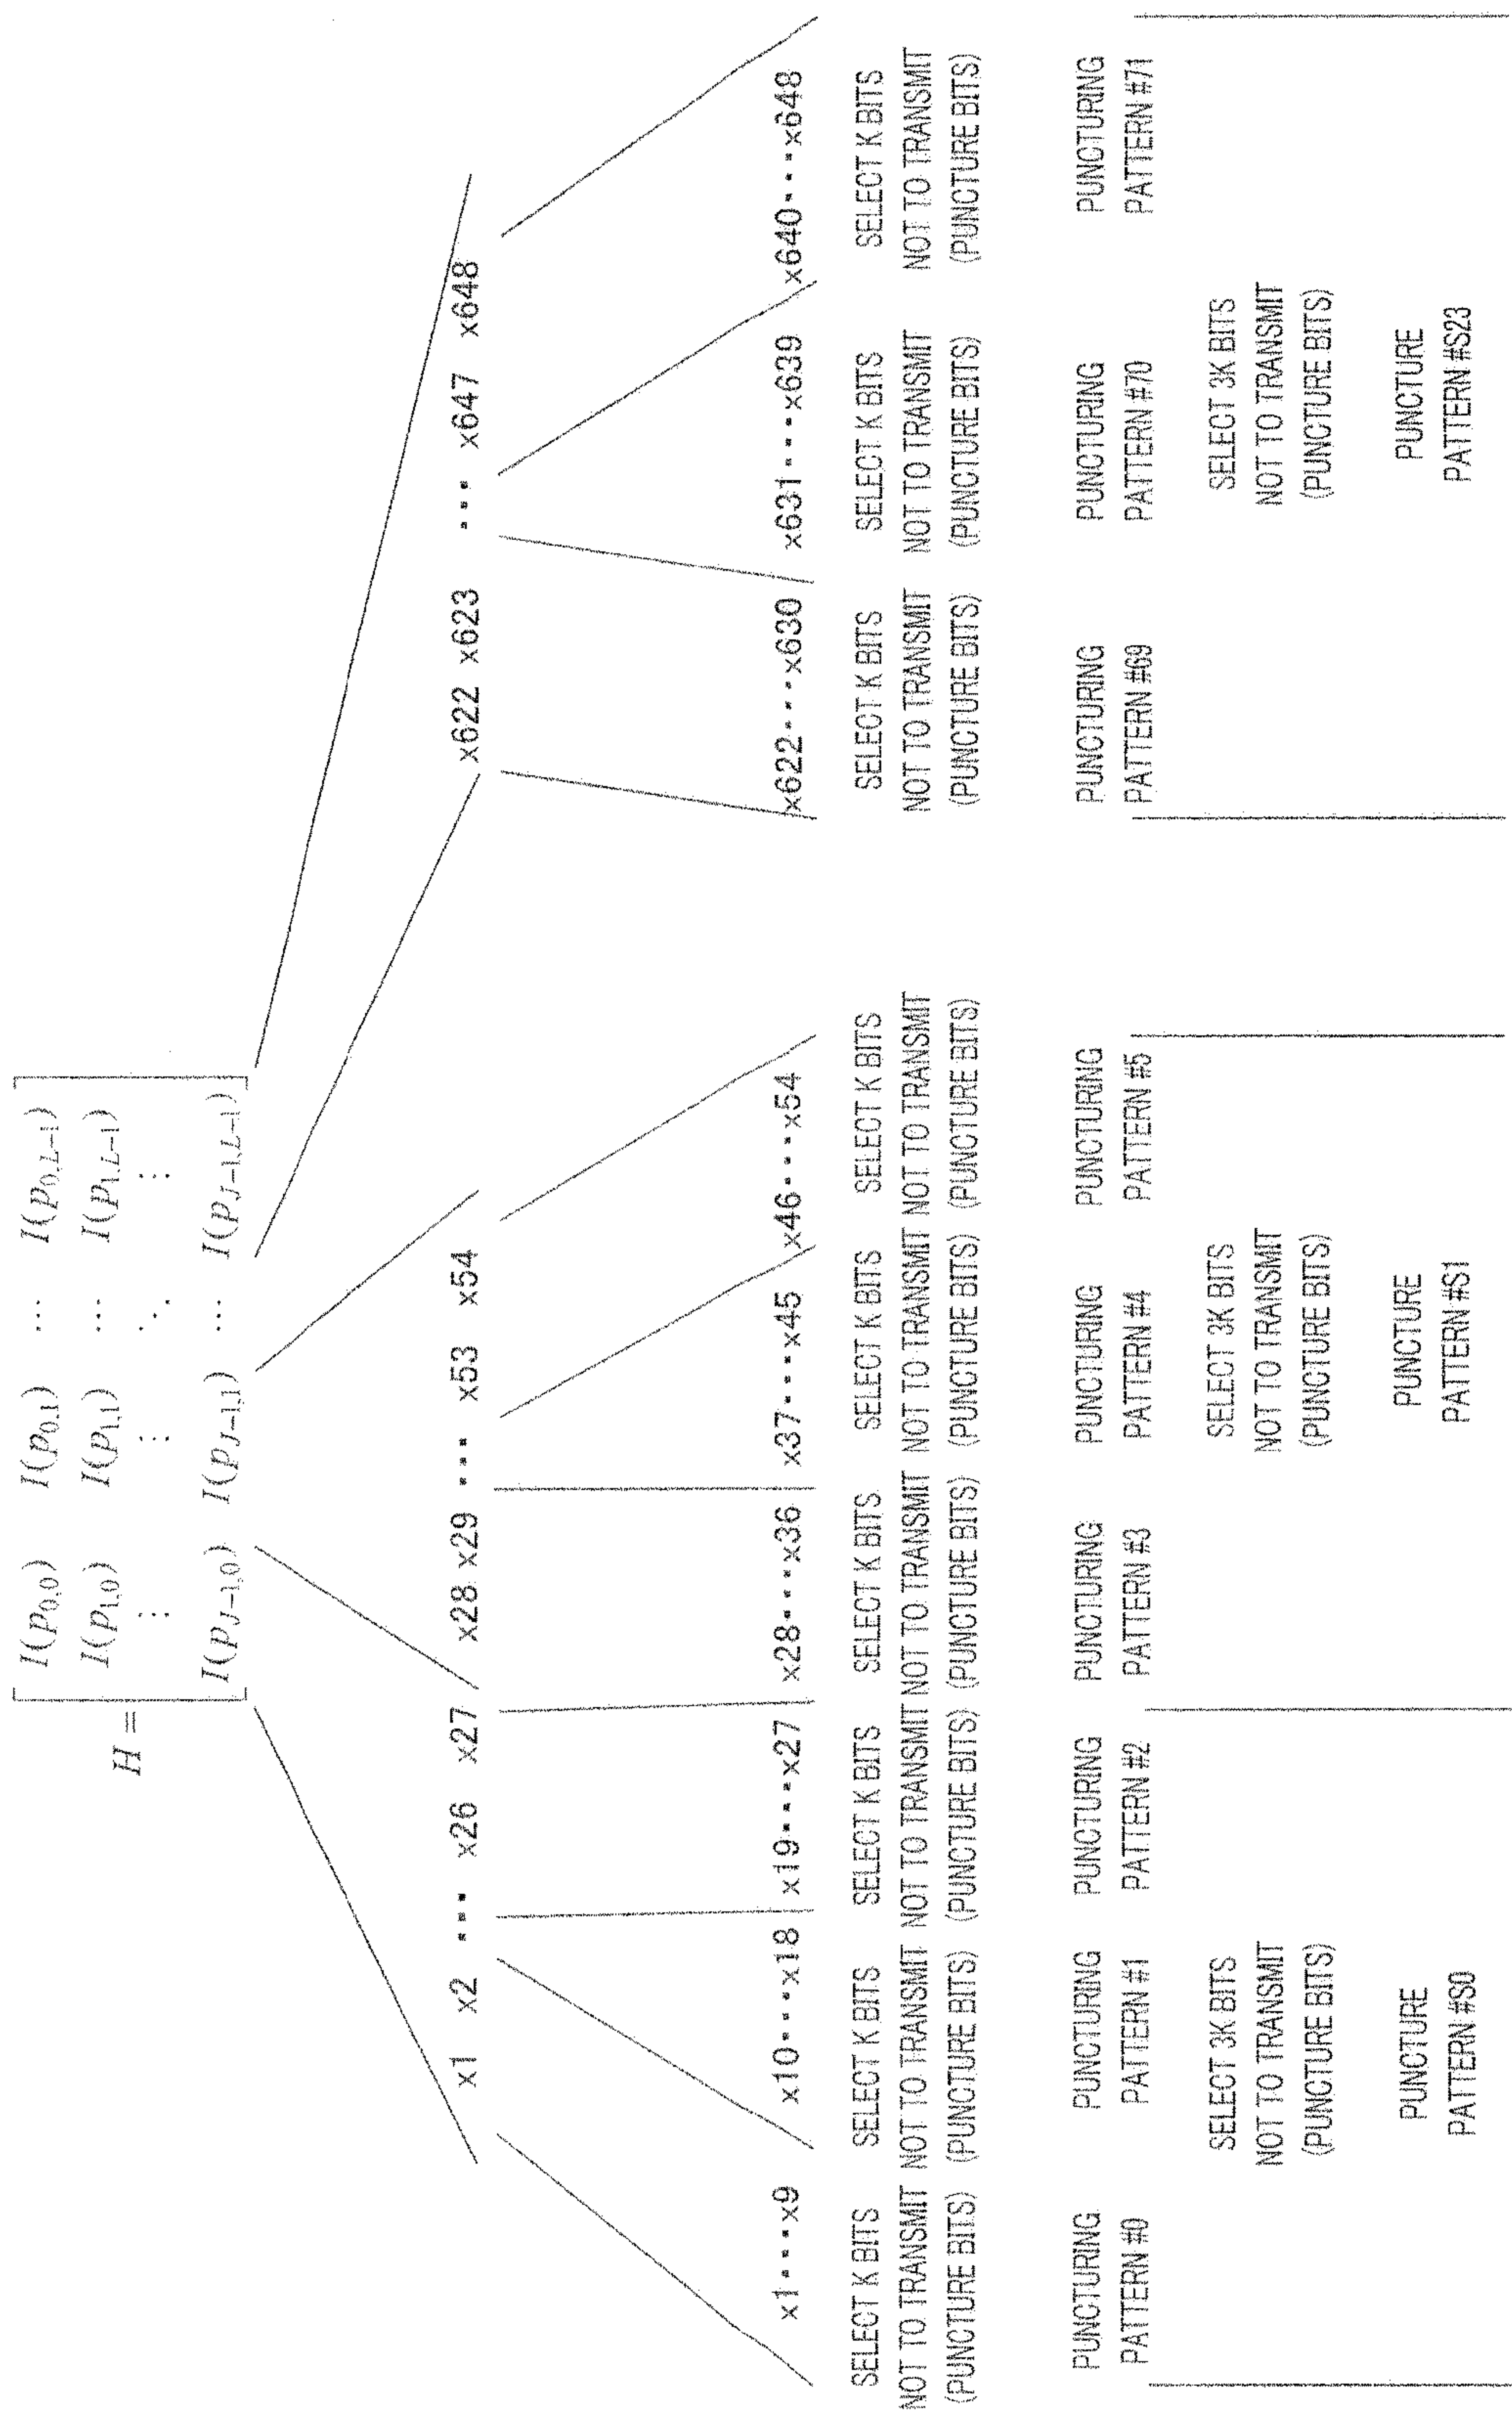 H =
I(p0,0) I(p0,1) ... I(p0,L−1)
I(p1,0) I(p1,1) ... I(p1,L−1)
⋮ ⋮ ⋱ ⋮
I(pJ−1,0) I(pJ−1,1) ... I(pJ−1,L−1)
x1 x2 ••• x26 x27 x28 x29 ••• x53 x54 x622 x623 ••• x647 x648
x1•••x9 x10•••x18 x19•••x27 x28•••x36 x37•••x45 x46•••x54 x622•••x630 x631•••x639 x640•••x648
SELECT K BITS SELECT K BITS SELECT K BITS SELECT K BITS SELECT K BITS SELECT K BITS SELECT K BITS SELECT K BITS SELECT K BITS
NOT TO TRANSMIT NOT TO TRANSMIT NOT TO TRANSMIT NOT TO TRANSMIT NOT TO TRANSMIT NOT TO TRANSMIT NOT TO TRANSMIT NOT TO TRANSMIT NOT TO TRANSMIT
(PUNCTURE BITS) (PUNCTURE BITS) (PUNCTURE BITS) (PUNCTURE BITS) (PUNCTURE BITS) (PUNCTURE BITS) (PUNCTURE BITS) (PUNCTURE BITS) (PUNCTURE BITS)
PUNCTURING PUNCTURING PUNCTURING PUNCTURING PUNCTURING PUNCTURING PUNCTURING PUNCTURING PUNCTURING
PATTERN #0 PATTERN #1 PATTERN #2 PATTERN #3 PATTERN #4 PATTERN #5 PATTERN #69 PATTERN #70 PATTERN #71
SELECT 3K BITS SELECT 3K BITS SELECT 3K BITS
NOT TO TRANSMIT NOT TO TRANSMIT NOT TO TRANSMIT
(PUNCTURE BITS) (PUNCTURE BITS) (PUNCTURE BITS)
PUNCTURE PUNCTURE PUNCTURE
PATTERN #S0 PATTERN #S1 PATTERN #S23